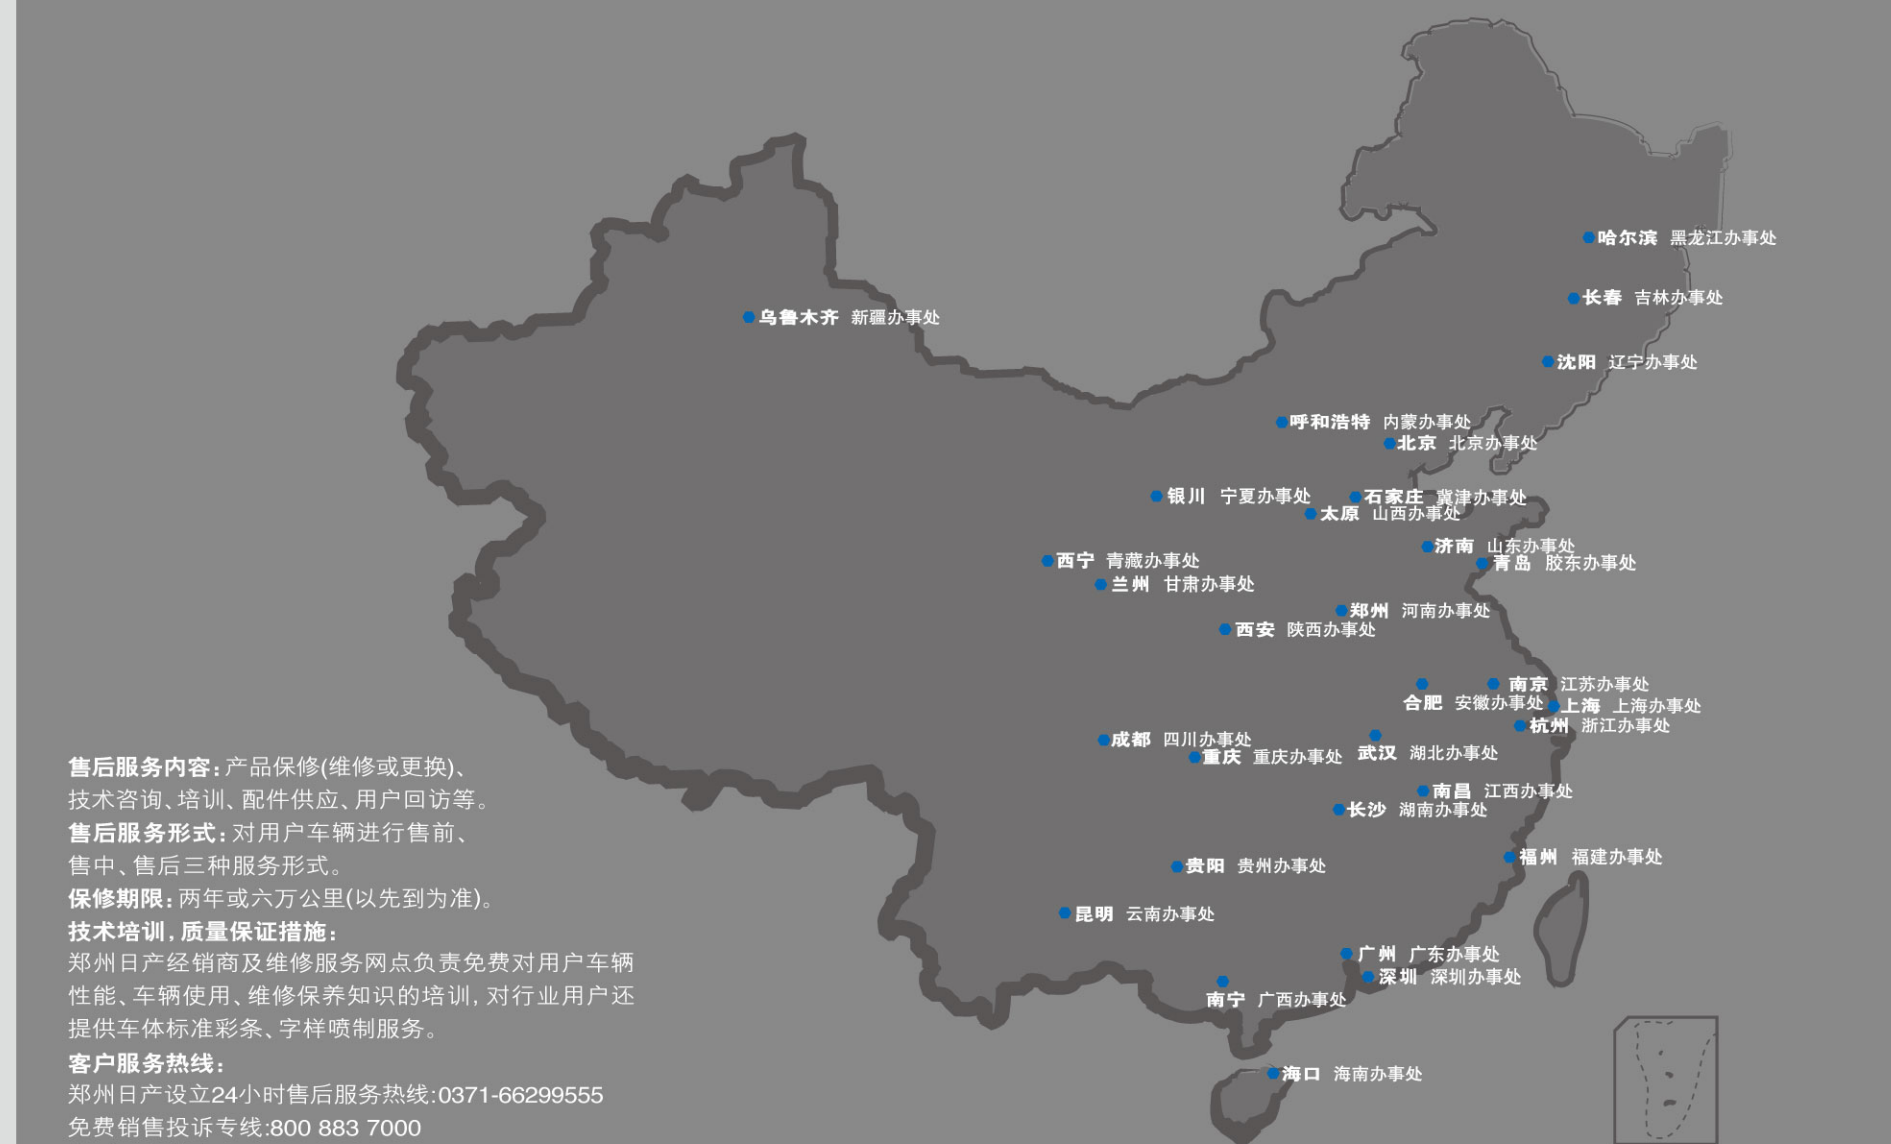 哈尔滨 黑龙江办事处
长春 吉林办事处
乌鲁木齐 新疆办事处
沈阳 辽宁办事处
呼和浩特 内蒙办事处
北京 北京办事处
银川 宁夏办事处
石家庄 冀津办事处
太原 山西办事处
济南 山东办事处
西宁 青藏办事处
青岛 胶东办事处
兰州 甘肃办事处
郑州 河南办事处
西安 陕西办事处
南京 江苏办事处
合肥 安徽办事处
上海 上海办事处
杭州 浙江办事处
成都 四川办事处
重庆 重庆办事处
武汉 湖北办事处
南昌 江西办事处
长沙 湖南办事处
福州 福建办事处
贵阳 贵州办事处
昆明 云南办事处
广州 广东办事处
深圳 深圳办事处
南宁 广西办事处
海口 海南办事处
售后服务内容:产品保修(维修或更换)、
技术咨询、培训、配件供应、用户回访等。
售后服务形式:对用户车辆进行售前、
售中、售后三种服务形式。
保修期限:两年或六万公里(以先到为准)。
技术培训,质量保证措施:
郑州日产经销商及维修服务网点负责免费对用户车辆
性能、车辆使用、维修保养知识的培训,对行业用户还
提供车体标准彩条、字样喷制服务。
客户服务热线:
郑州日产设立24小时售后服务热线:0371-66299555
免费销售投诉专线:800 883 7000